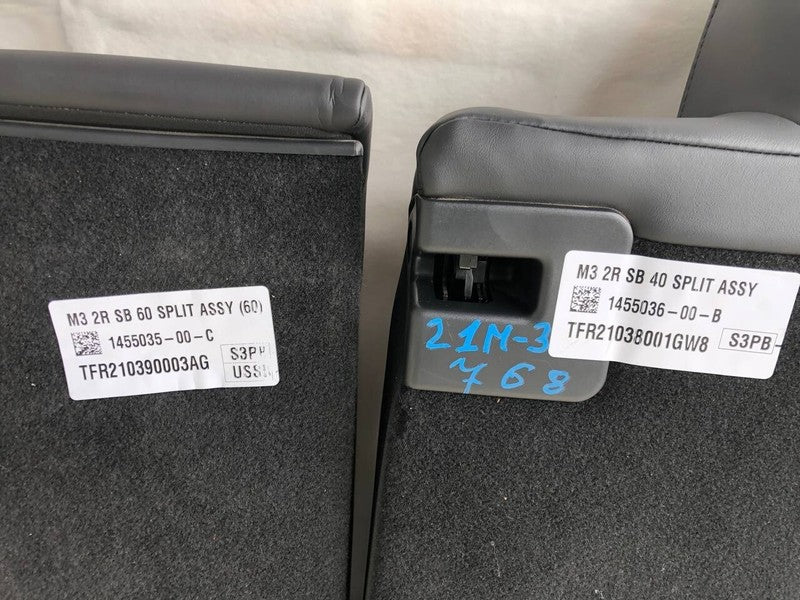 M3 2R SB 60 SPLIT ASSY (60)
1455035-00-C
TFR210390003AG
M3 2R SB 40 SPLIT ASSY
1455036-00-B
TFR21038001GW8
S3PB-
21M-3
768